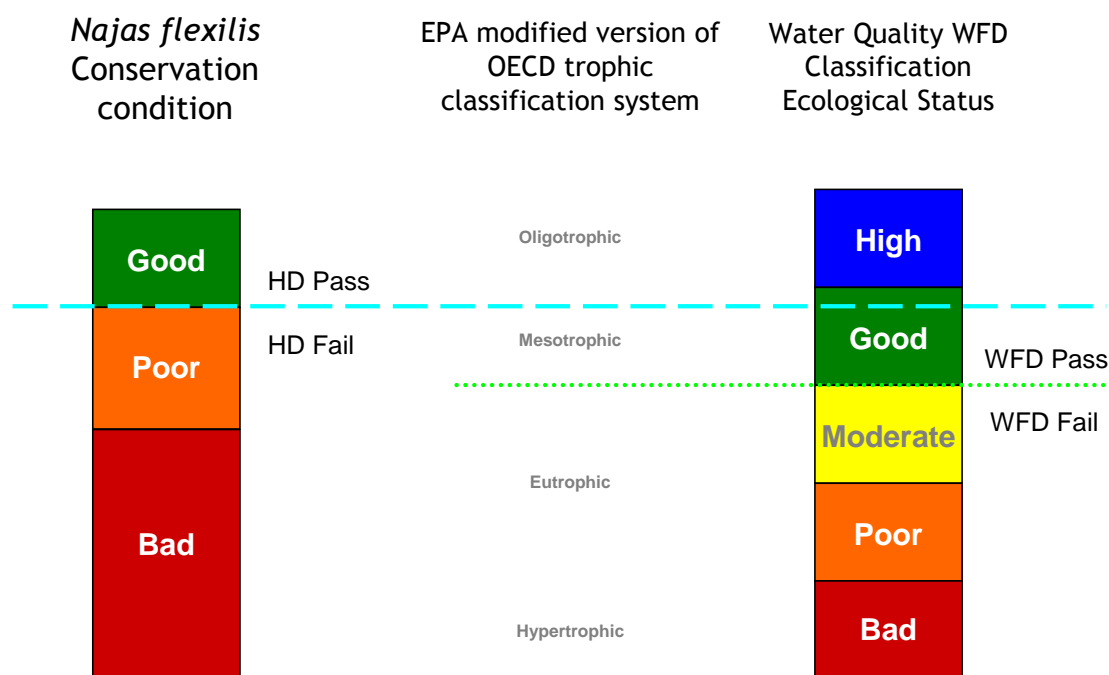 Najas flexilis
Conservation
condition
EPA modified version of
OECD trophic
classification system
Water Quality WFD
Classification
Ecological Status
Good
HD Pass
HD Fail
Poor
Bad
Oligotrophic
Mesotrophic
Eutrophic
Hypertrophic
High
Good
WFD Pass
WFD Fail
Moderate
Poor
Bad